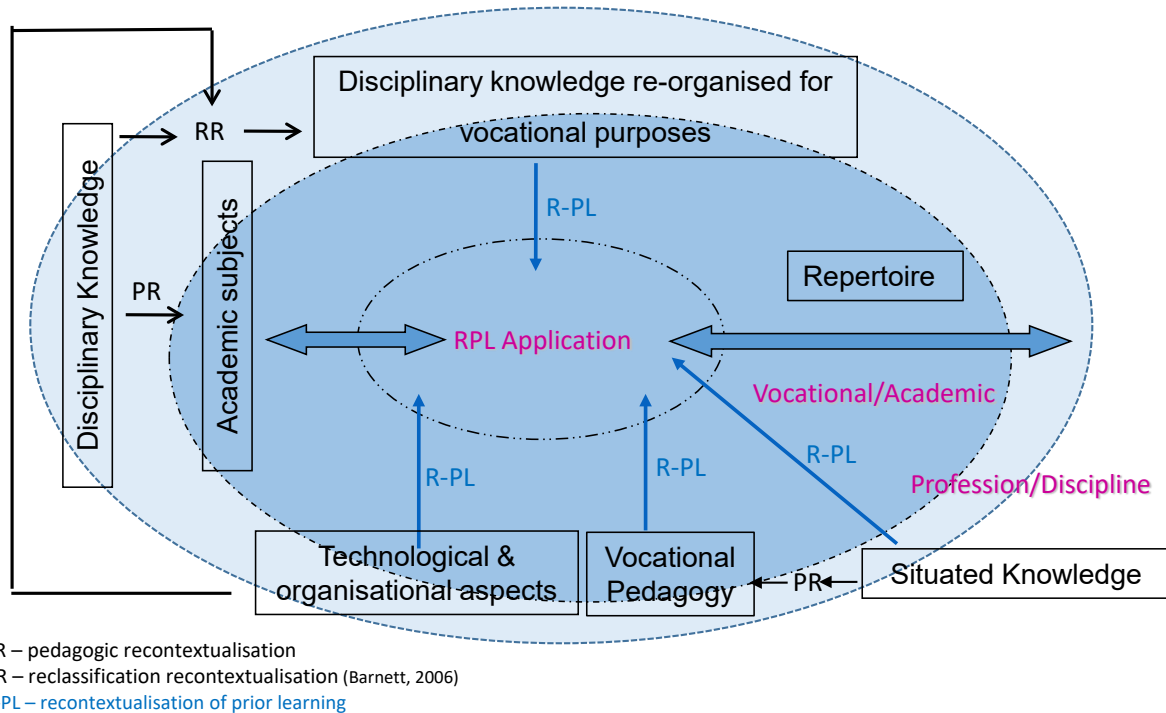 Disciplinary knowledge re-organised for
vocational purposes
RR
Disciplinary Knowledge
Academic subjects
PR
R-PL
Repertoire
RPL Application
Vocational/Academic
R-PL
R-PL
R-PL
Profession/Discipline
Technological &
organisational aspects
Vocational
Pedagogy
PR
Situated Knowledge
R – pedagogic recontextualisation
R – reclassification recontextualisation (Barnett, 2006)
-PL – recontextualisation of prior learning